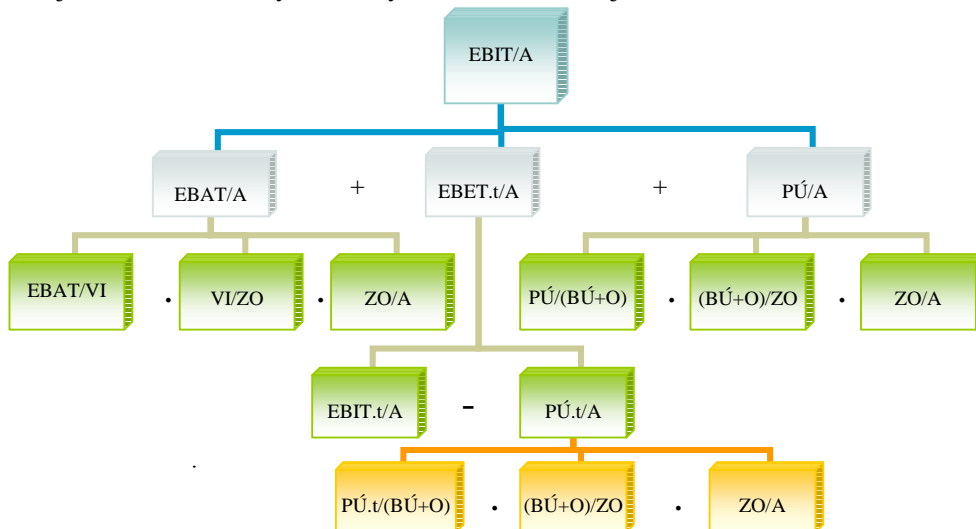 EBIT/A
EBAT/A + EBET.t/A + PÚ/A
EBAT/VI . VI/ZO . ZO/A PÚ/(BÚ+O) . (BÚ+O)/ZO . ZO/A
EBIT.t/A - PÚ.t/A
PÚ.t/(BÚ+O) . (BÚ+O)/ZO . ZO/A